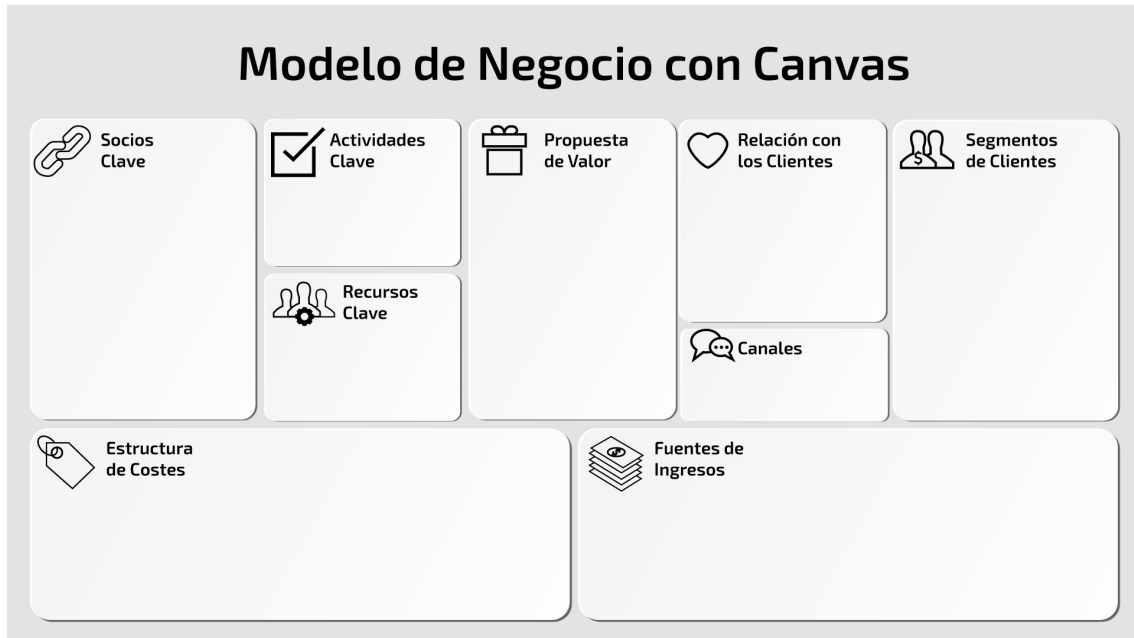 Modelo de Negocio con Canvas
Socios
Clave
Actividades
Clave
Recursos
Clave
Propuesta
de Valor
Relación con
los Clientes
Canales
Segmentos
de Clientes
Estructura
de Costes
Fuentes de
Ingresos